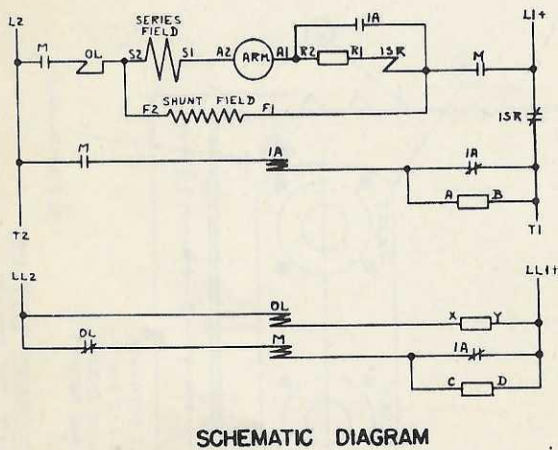 L2
SERIES
FIELD
1A
L1+
M
OL
S2
S1
A2
ARM
A1
R2
R1
1SR
M
F2
SHUNT FIELD
F1
1SR
M
1A
1A
A
B
T2
T1
LL2
LL1+
OL
X
Y
OL
M
1A
C
D
SCHEMATIC DIAGRAM